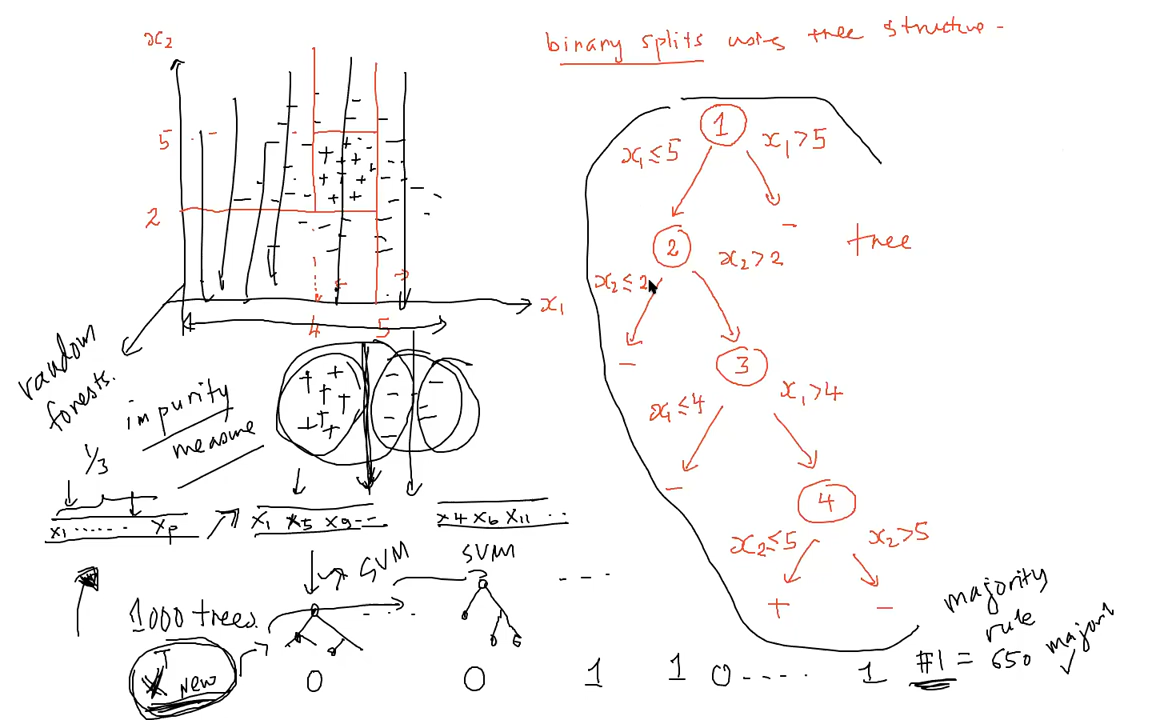 binary splits using tree structure -
x₂
5
2
4
5
x₁
1
x₁≤5
x₁>5
-
2
x₂≤2
x₂>2
tree
-
3
x₁≤4
x₁>4
-
4
x₂≤5
x₂>5
+
-
random
forests.
impurity
measure
1/3
x₁ ...... xp
x₁ x₅ x₉ --
x₄ x₆ x₁₁ ..
SVM
SVM
1000 trees.
---
X new
0
0
1
1
0
....
1
#1 = 650
majority
rule
majori